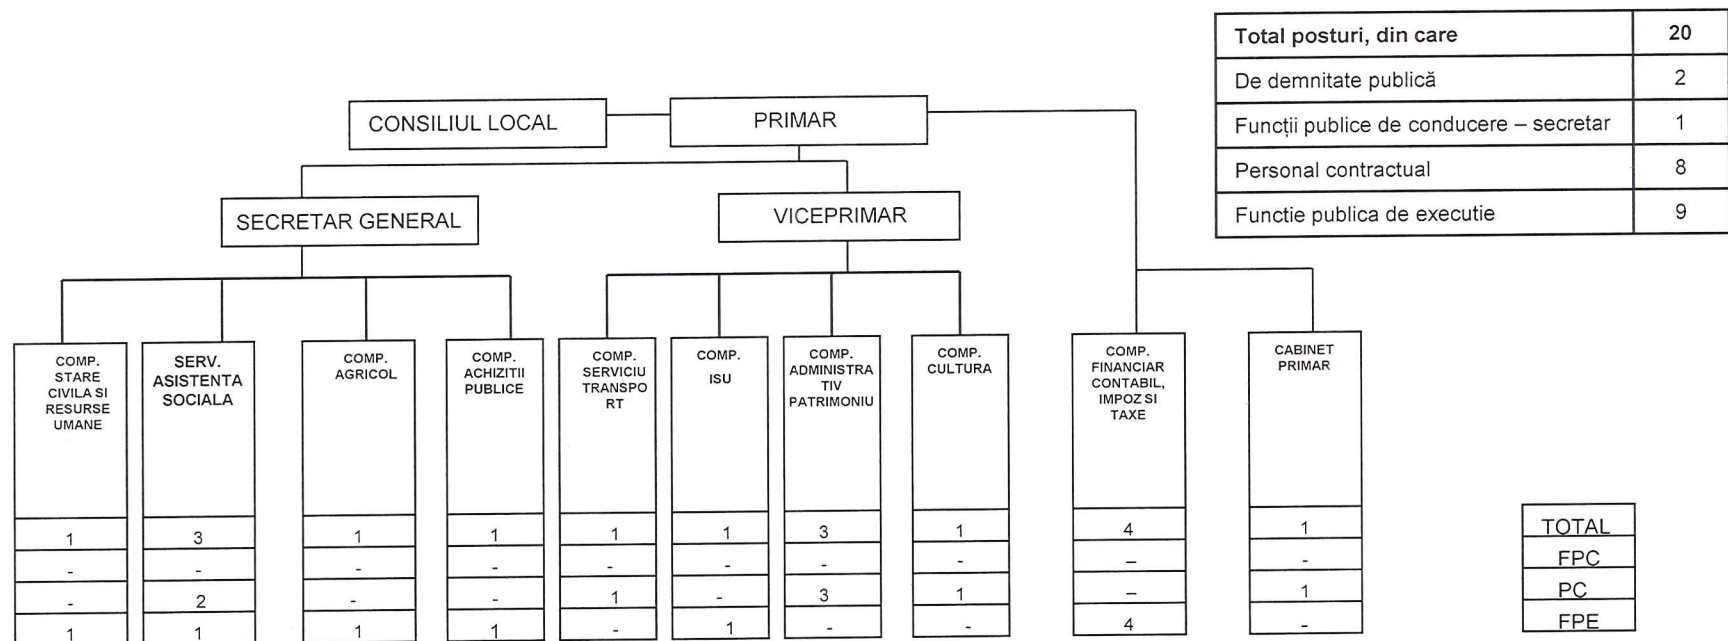 Total posturi, din care 20
De demnitate publică 2
Funcții publice de conducere – secretar 1
Personal contractual 8
Functie publica de executie 9
CONSILIUL LOCAL
PRIMAR
SECRETAR GENERAL
VICEPRIMAR
COMP.
STARE
CIVILA SI
RESURSE
UMANE
SERV.
ASISTENTA
SOCIALA
COMP.
AGRICOL
COMP.
ACHIZITII
PUBLICE
COMP.
SERVICIU
TRANSPO
RT
COMP.
ISU
COMP.
ADMINISTRA
TIV
PATRIMONIU
COMP.
CULTURA
COMP.
FINANCIAR
CONTABIL,
IMPOZ SI
TAXE
CABINET
PRIMAR
1 3 1 1 1 1 3 1 4 1 TOTAL
- - - - - - - - – - FPC
- 2 - - 1 - 3 1 – 1 PC
1 1 1 1 - 1 - - 4 - FPE